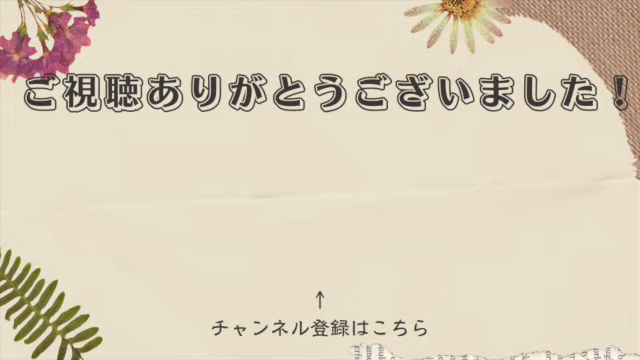 ご視聴ありがとうございました！
↑
チャンネル登録はこちら